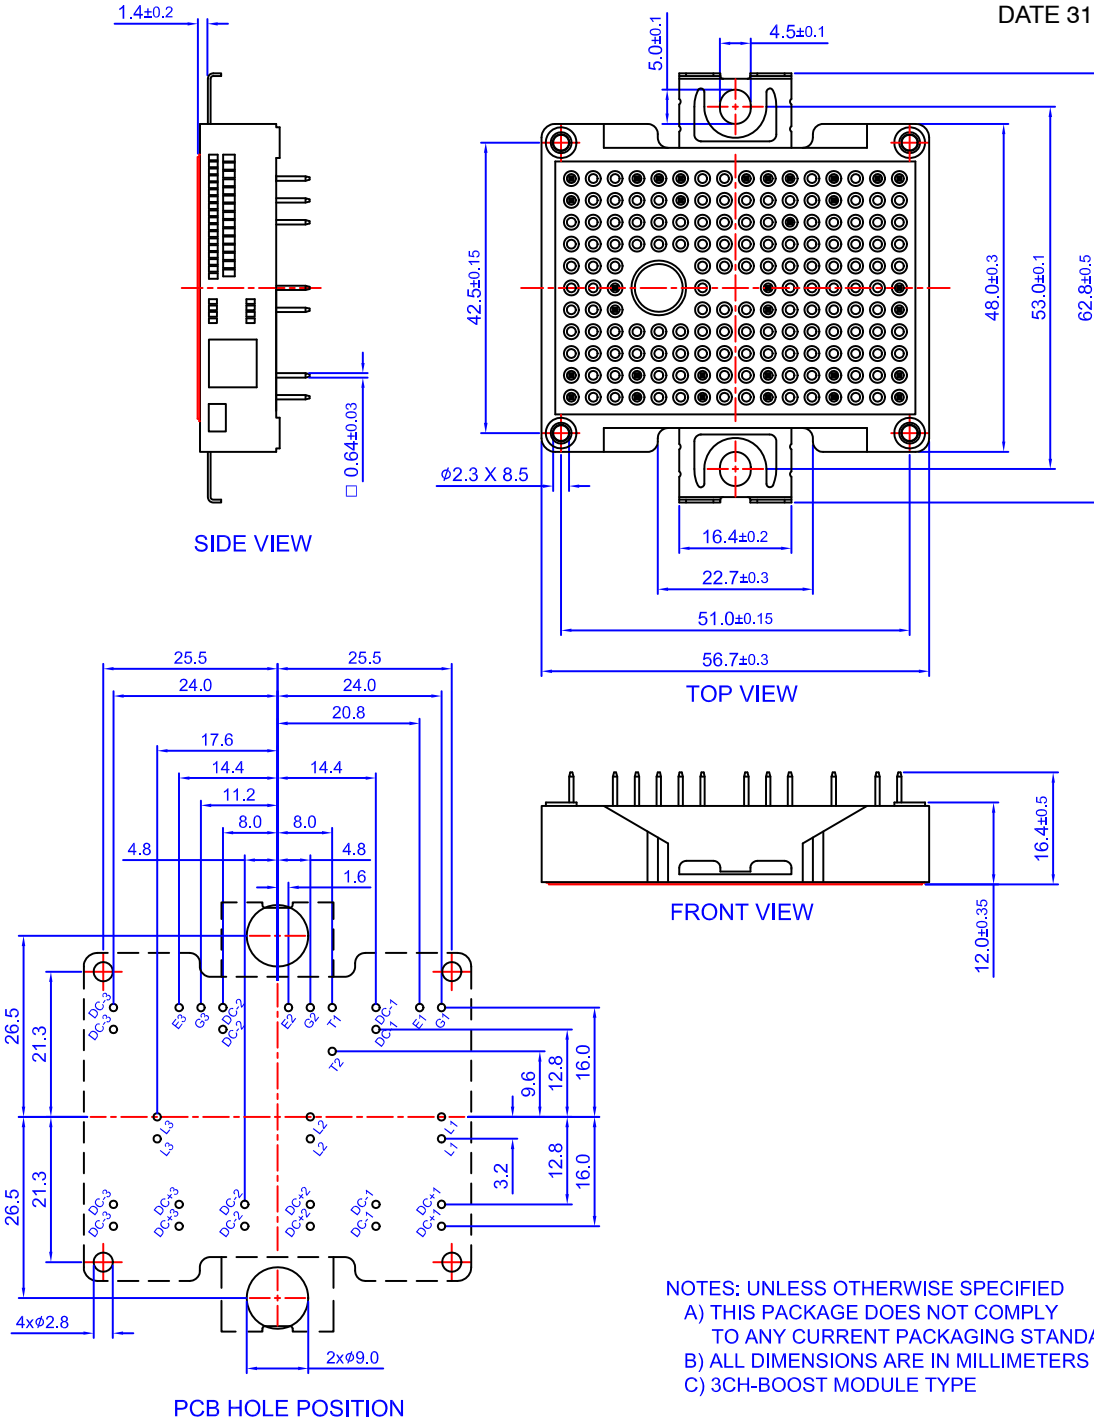 DATE 31
1.4±0.2
5.0±0.1
4.5±0.1
42.5±0.15
48.0±0.3
53.0±0.1
62.8±0.5
□ 0.64±0.03
ϕ2.3 X 8.5
16.4±0.2
22.7±0.3
51.0±0.15
56.7±0.3
SIDE VIEW
TOP VIEW
25.5
25.5
24.0
24.0
20.8
17.6
14.4
14.4
11.2
8.0
8.0
4.8
4.8
1.6
16.4±0.5
12.0±0.35
FRONT VIEW
26.5
21.3
DC-3
DC-3
E3
G3
DC-2
DC-2
E2
G2
T1
DC-1
DC-1
E1
G1
T2
9.6
12.8
16.0
L3
L3
L2
L2
L1
L1
3.2
12.8
16.0
26.5
21.3
DC-3
DC-3
DC+3
DC+3
DC-2
DC-2
DC+2
DC+2
DC-1
DC-1
DC+1
DC+1
4xϕ2.8
2xϕ9.0
PCB HOLE POSITION
NOTES: UNLESS OTHERWISE SPECIFIED
A) THIS PACKAGE DOES NOT COMPLY
TO ANY CURRENT PACKAGING STANDA
B) ALL DIMENSIONS ARE IN MILLIMETERS
C) 3CH-BOOST MODULE TYPE